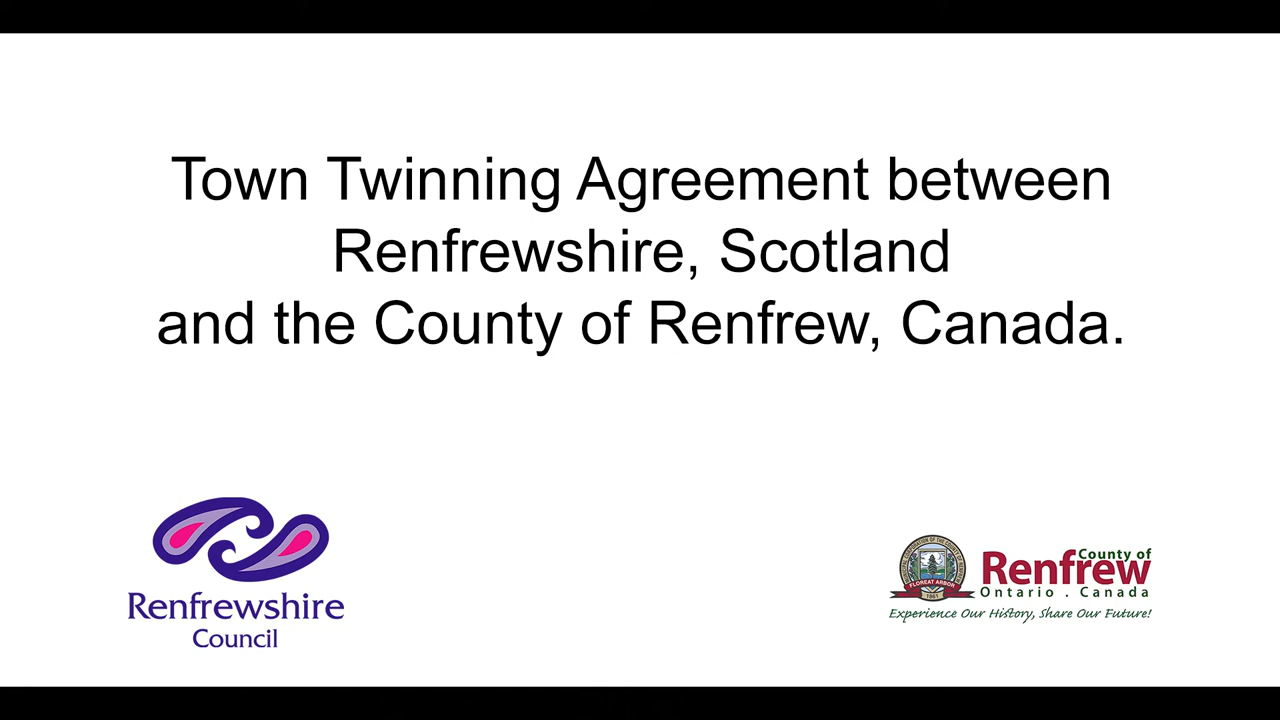 Town Twinning Agreement between
Renfrewshire, Scotland
and the County of Renfrew, Canada.
Renfrewshire
Council
County of
Renfrew
Ontario . Canada
Experience Our History, Share Our Future!
FLOREAT ARBOR
1861